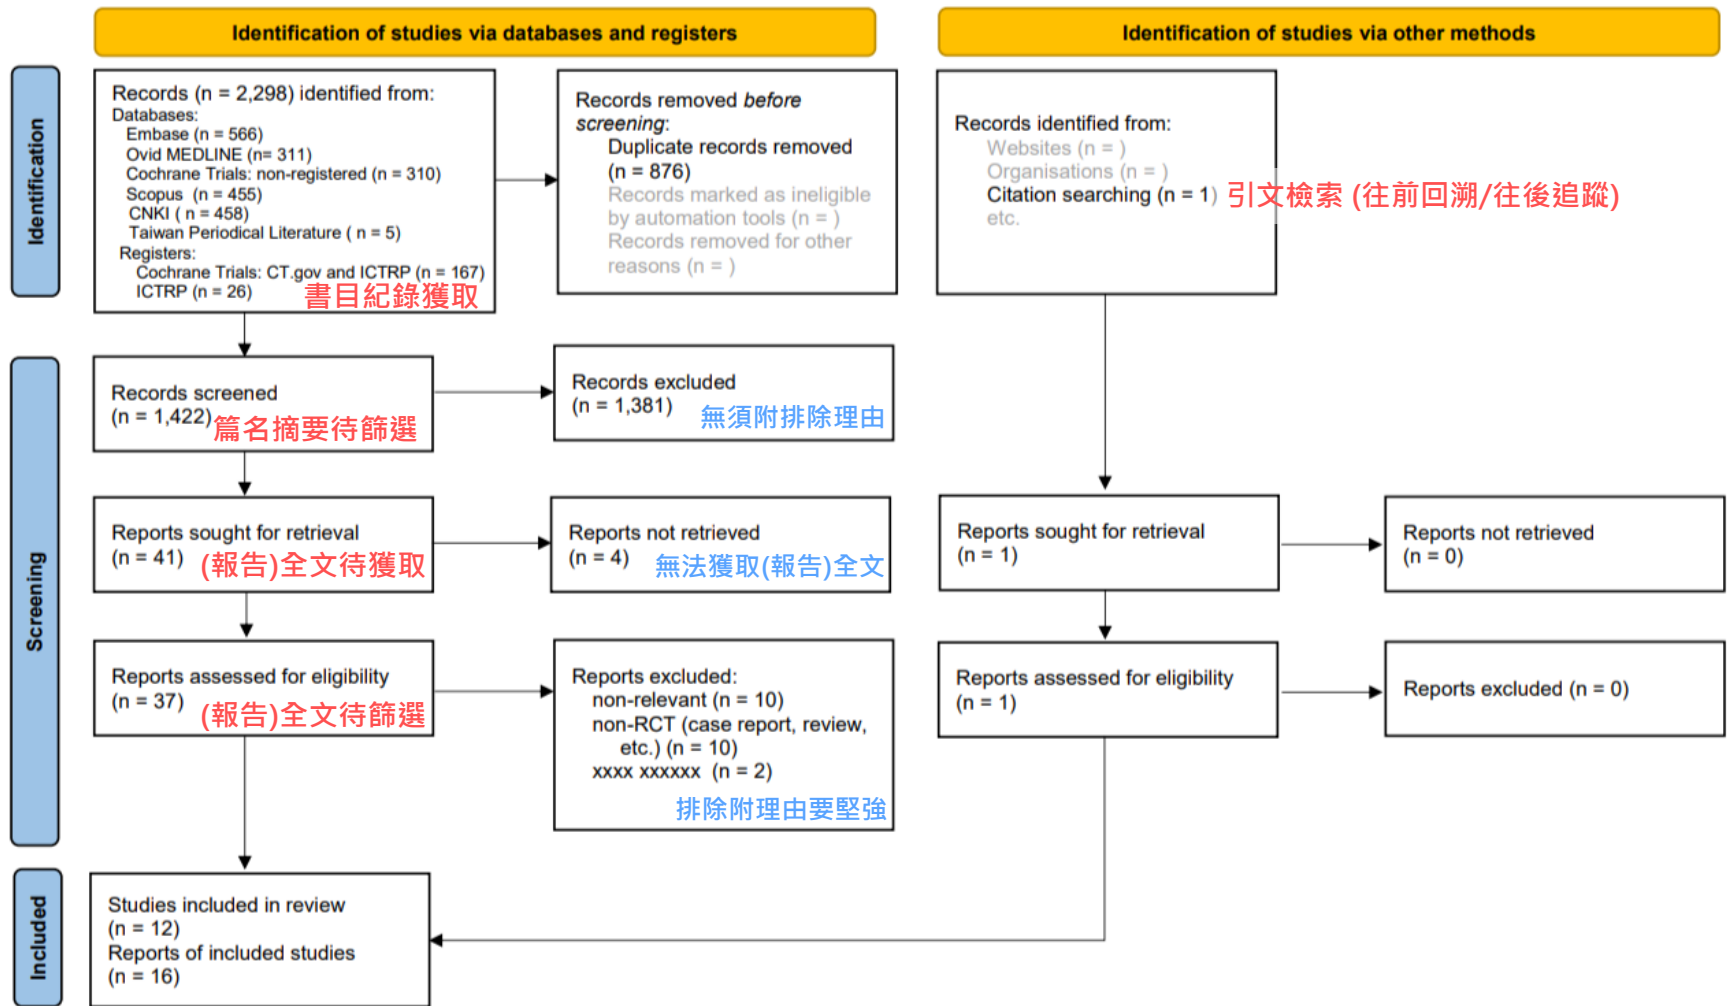 Identification of studies via databases and registers
Identification of studies via other methods
Identification
Records (n = 2,298) identified from:
Databases:
Embase (n = 566)
Ovid MEDLINE (n= 311)
Cochrane Trials: non-registered (n = 310)
Scopus (n = 455)
CNKI ( n = 458)
Taiwan Periodical Literature ( n = 5)
Registers:
Cochrane Trials: CT.gov and ICTRP (n = 167)
ICTRP (n = 26)
書目紀錄獲取
Records removed before
screening:
Duplicate records removed
(n = 876)
Records marked as ineligible
by automation tools (n = )
Records removed for other
reasons (n = )
Records identified from:
Websites (n = )
Organisations (n = )
Citation searching (n = 1)
引文檢索 (往前回溯/往後追蹤)
etc.
Screening
Records screened
(n = 1,422)
篇名摘要待篩選
Records excluded
(n = 1,381)
無須附排除理由
Reports sought for retrieval
(n = 41)
(報告)全文待獲取
Reports not retrieved
(n = 4)
無法獲取(報告)全文
Reports sought for retrieval
(n = 1)
Reports not retrieved
(n = 0)
Reports assessed for eligibility
(n = 37)
(報告)全文待篩選
Reports excluded:
non-relevant (n = 10)
non-RCT (case report, review,
etc.) (n = 10)
xxxx xxxxxx (n = 2)
排除附理由要堅強
Reports assessed for eligibility
(n = 1)
Reports excluded (n = 0)
Included
Studies included in review
(n = 12)
Reports of included studies
(n = 16)